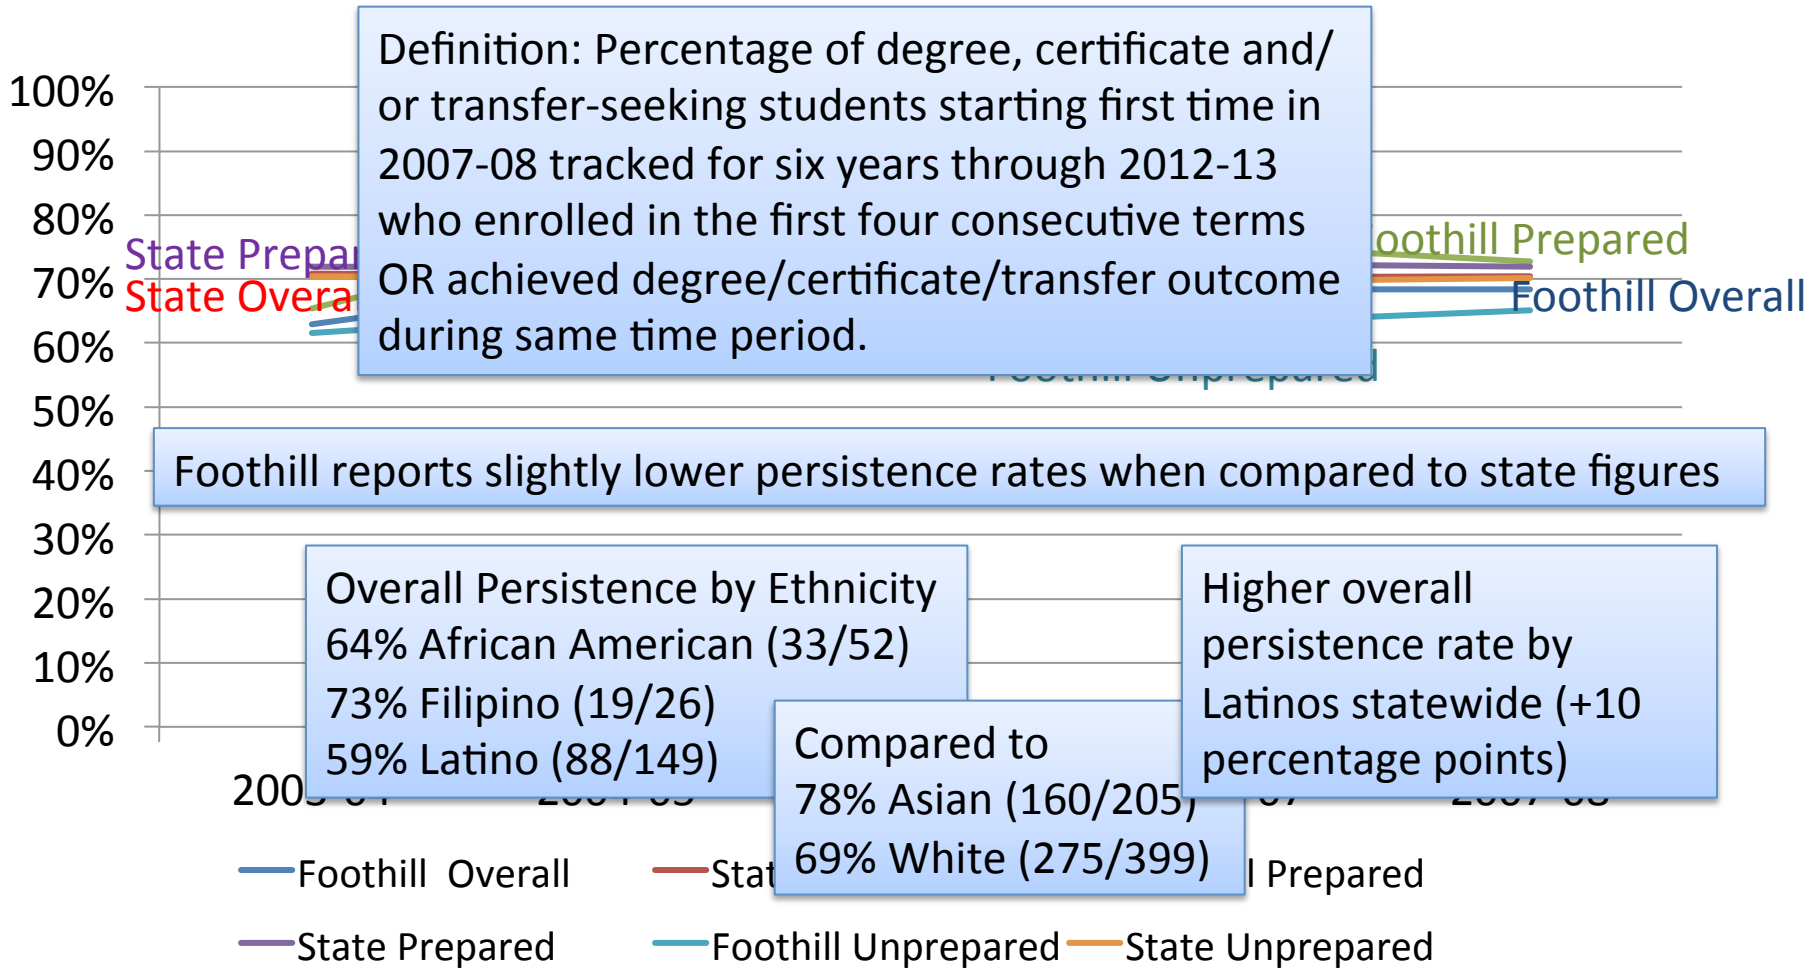 Definition: Percentage of degree, certificate and/
or transfer-seeking students starting first time in
2007-08 tracked for six years through 2012-13
who enrolled in the first four consecutive terms
OR achieved degree/certificate/transfer outcome
during same time period.
100%
90%
80%
70%
60%
50%
40%
30%
20%
10%
0%
State
State
Prepared
Foothill Overall
Foothill reports slightly lower persistence rates when compared to state figures
Overall Persistence by Ethnicity
64% African American (33/52)
73% Filipino (19/26)
59% Latino (88/149)
Compared to
78% Asian (160/205)
69% White (275/399)
Higher overall
persistence rate by
Latinos statewide (+10
percentage points)
Foothill Overall
Prepared
State Prepared
Foothill Unprepared
State Unprepared